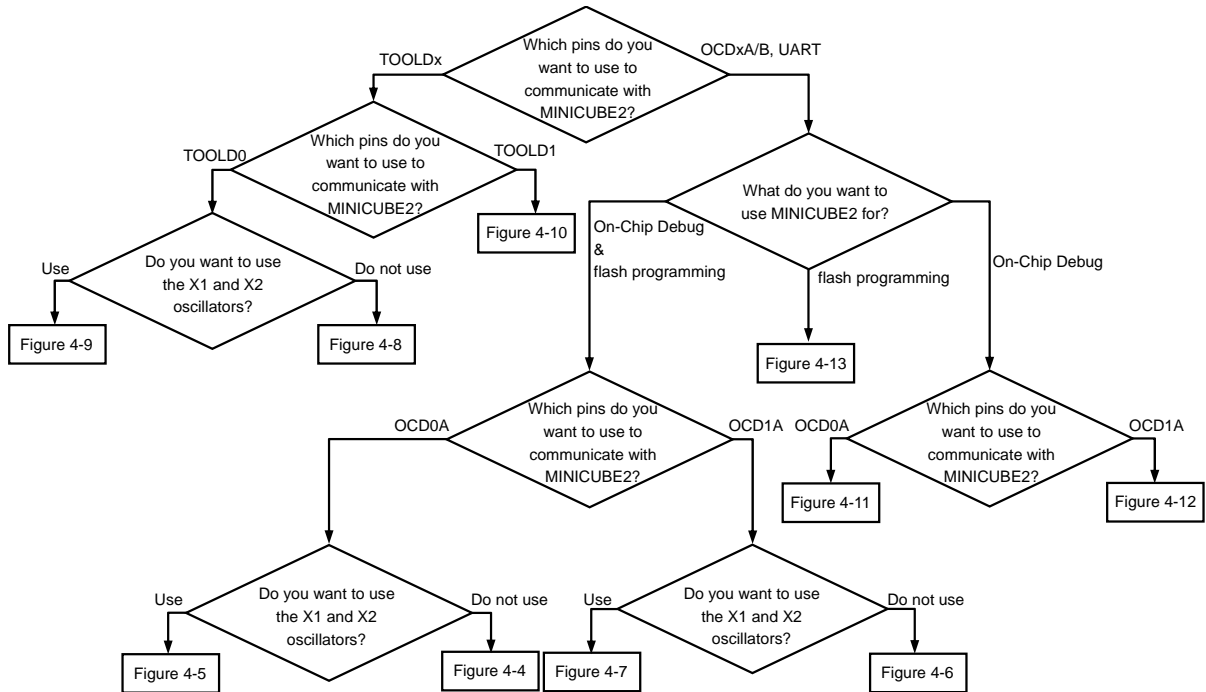 Which pins do you
want to use to
communicate with
MINICUBE2?
TOOLDx
OCDxA/B, UART
Which pins do you
want to use to
communicate with
MINICUBE2?
TOOLD0
TOOLD1
What do you want to
use MINICUBE2 for?
Figure 4-10
On-Chip Debug
&
flash programming
flash programming
On-Chip Debug
Do you want to use
the X1 and X2
oscillators?
Use
Do not use
Figure 4-9
Figure 4-8
Figure 4-13
Which pins do you
want to use to
communicate with
MINICUBE2?
OCD0A
OCD1A
Which pins do you
want to use to
communicate with
MINICUBE2?
OCD0A
OCD1A
Figure 4-11
Figure 4-12
Do you want to use
the X1 and X2
oscillators?
Use
Do not use
Do you want to use
the X1 and X2
oscillators?
Use
Do not use
Figure 4-5
Figure 4-4
Figure 4-7
Figure 4-6